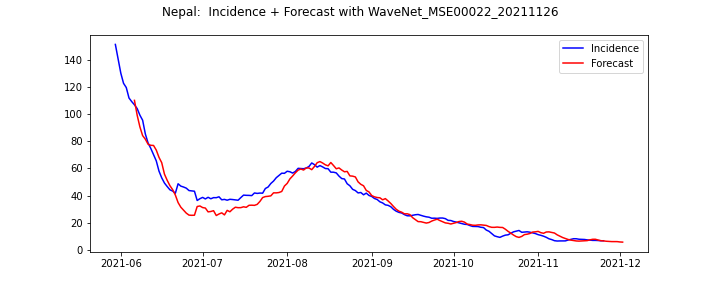 Nepal:  Incidence + Forecast with WaveNet_MSE00022_20211126
Incidence
Forecast
140
120
100
80
60
40
20
0
2021-06 2021-07 2021-08 2021-09 2021-10 2021-11 2021-12